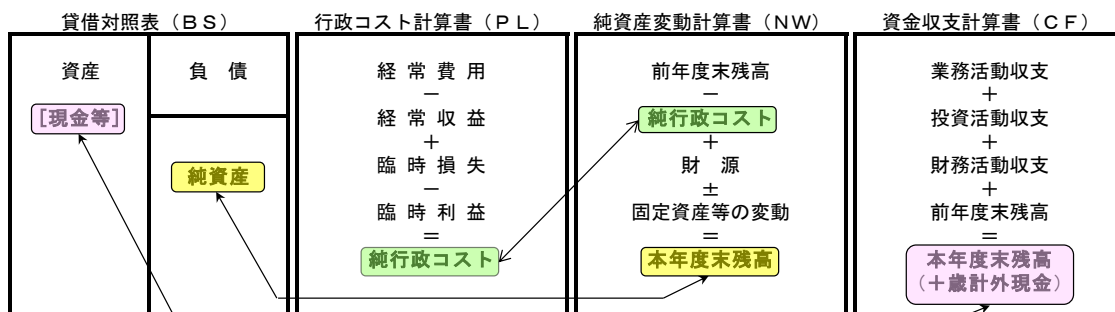 貸借対照表（ＢＳ）
資産
[現金等]
負　債
純資産
行政コスト計算書（ＰＬ）
経 常 費 用
－
経 常 収 益
＋
臨 時 損 失
－
臨 時 利 益
＝
純行政コスト
純資産変動計算書（ＮＷ）
前年度末残高
－
純行政コスト
＋
財　源
±
固定資産等の変動
＝
本年度末残高
資金収支計算書（ＣＦ）
業務活動収支
＋
投資活動収支
＋
財務活動収支
＋
前年度末残高
＝
本年度末残高
（＋歳計外現金）